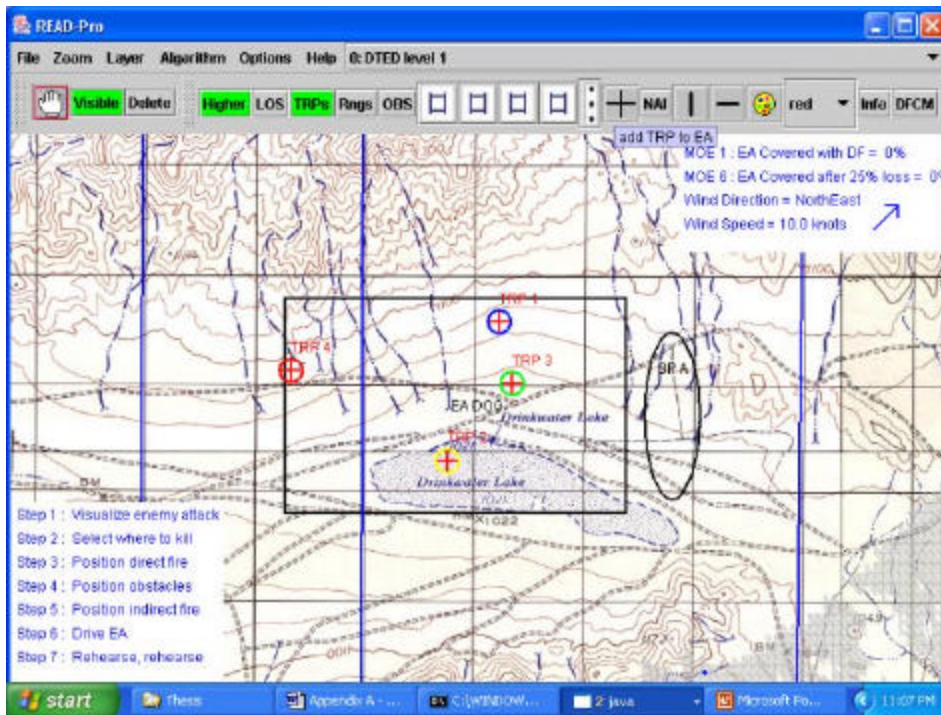 READ-Pro
File Zoom Layer Algorithm Options Help 0: DTED level 1
Visible Delete Higher LOS TRPs Rngs OBS NAI red Info DFCM
add TRP to EA
MOE 1 : EA Covered with DF = 0%
MOE 6 : EA Covered after 25% loss = 0%
Wind Direction = NorthEast
Wind Speed = 10.0 knots
TRP 1
TRP 4
TRP 3
BR A
EA DOG
Drinkwater Lake
TRP 2
Drinkwater Lake
1022
BM
Step 1 : Visualize enemy attack
Step 2 : Select where to kill
Step 3 : Position direct fire
Step 4 : Position obstacles
Step 5 : Position indirect fire
Step 6 : Drive EA
Step 7 : Rehearse, rehearse
start Thesis Appendix A - ... C:\WINDOW... 2 java Microsoft Po... 11:07 PM